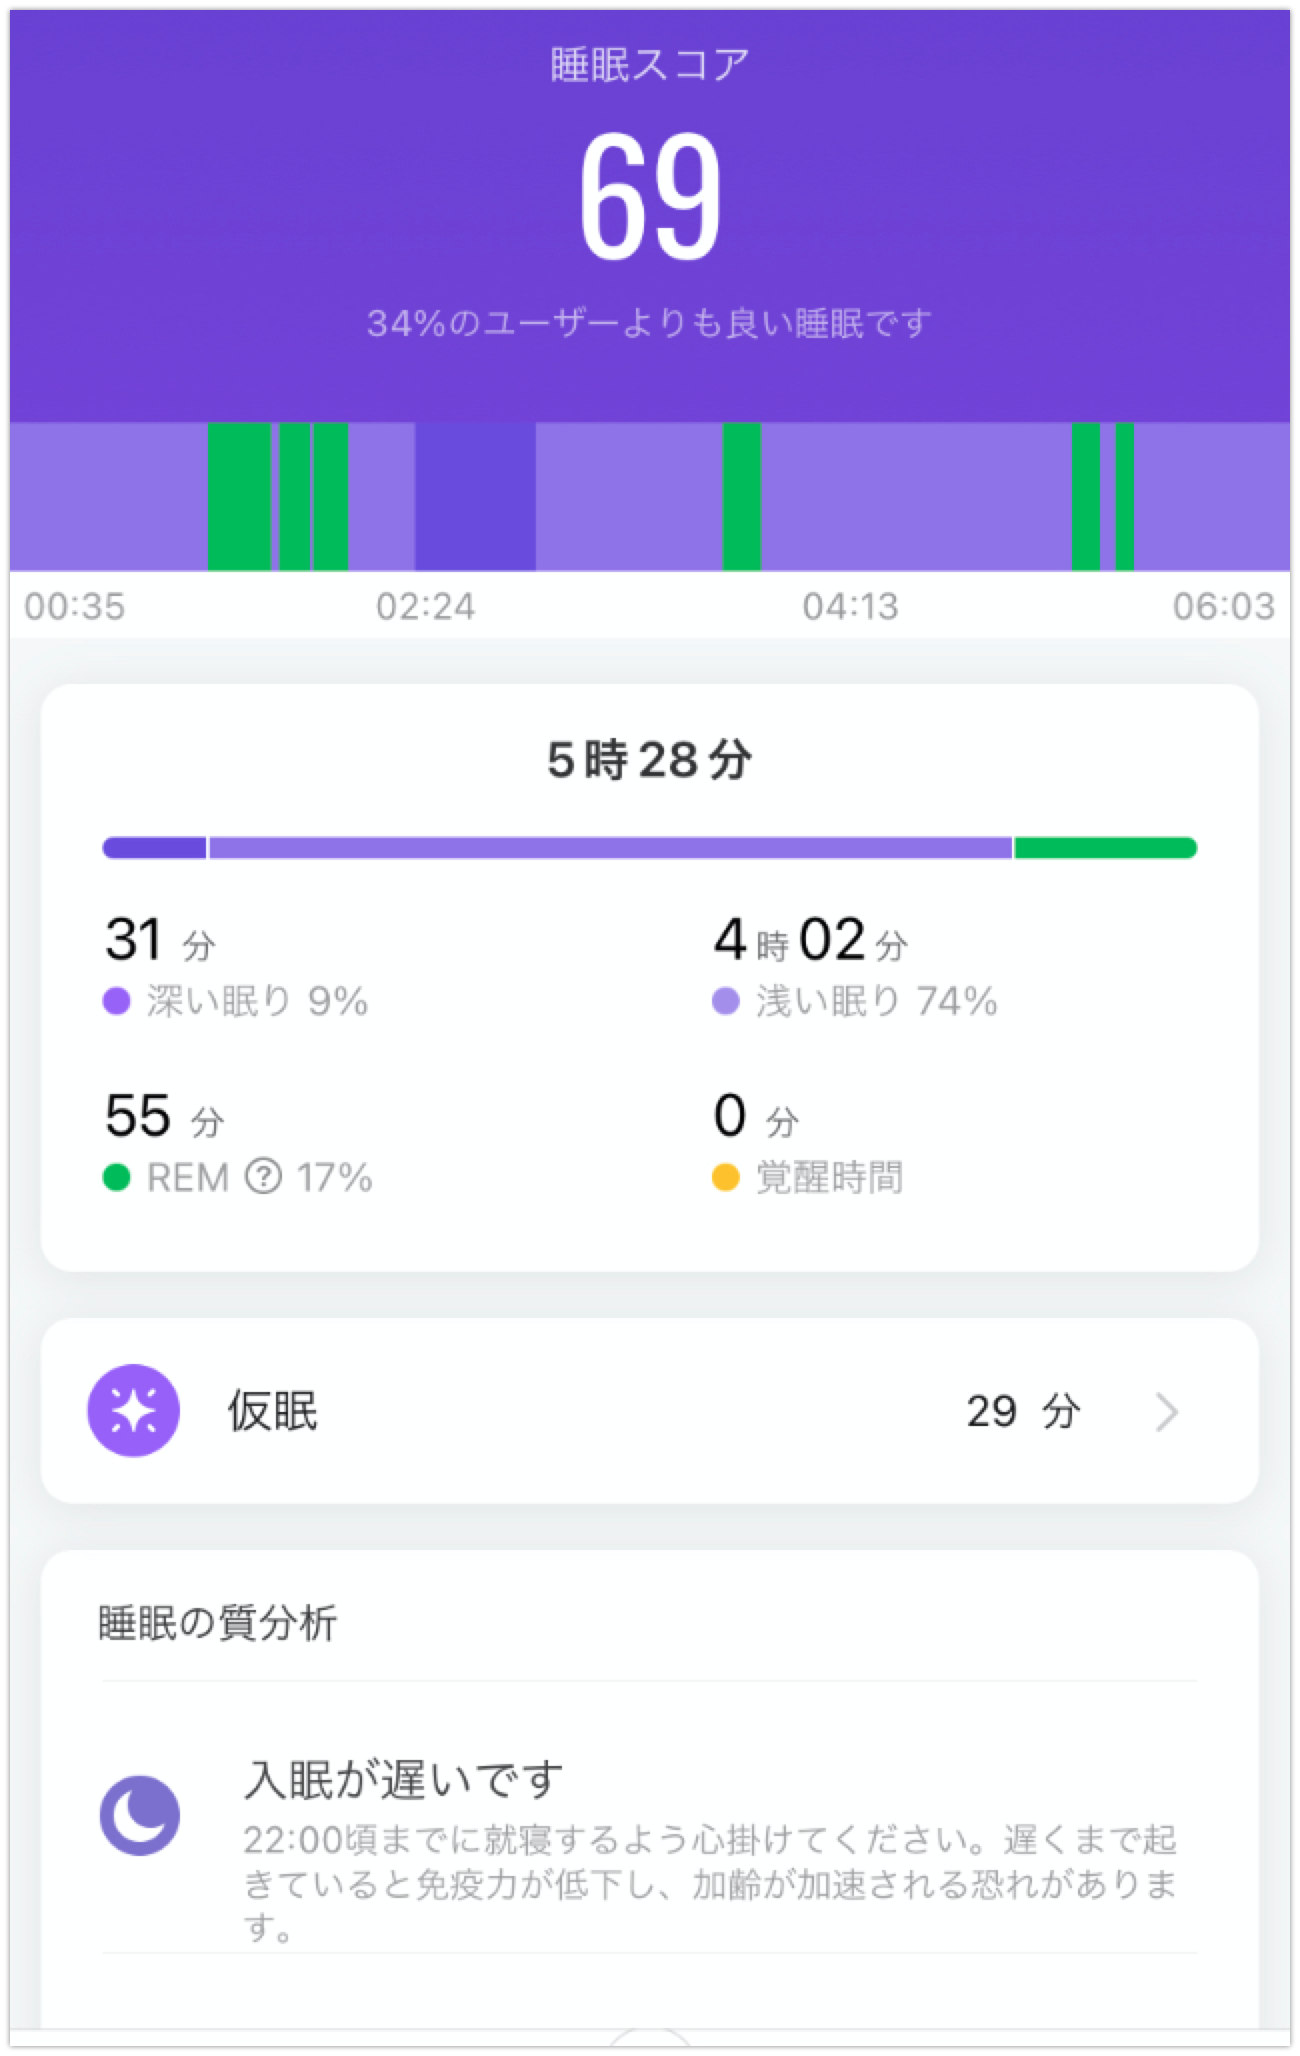 睡眠スコア
69
34%のユーザーよりも良い睡眠です
00:35 02:24 04:13 06:03
5時28分
31 分 4時02分
深い眠り 9% 浅い眠り 74%
55 分 0 分
REM ? 17% 覚醒時間
仮眠 29 分
睡眠の質分析
入眠が遅いです
22:00頃までに就寝するよう心掛けてください。遅くまで起
きていると免疫力が低下し、加齢が加速される恐れがありま
す。